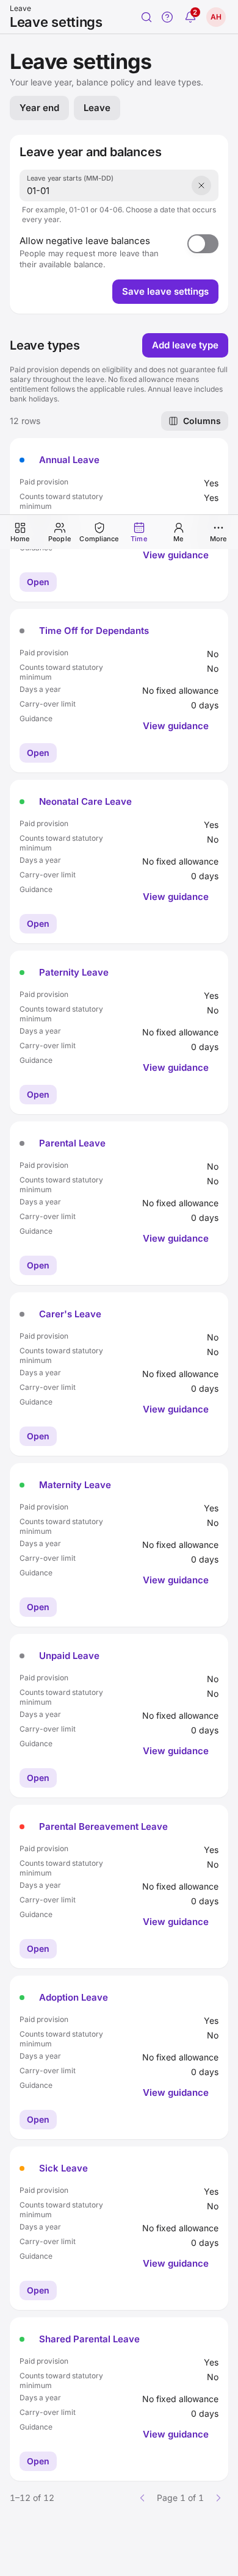 Leave
Leave settings
2
AH
Leave settings
Your leave year, balance policy and leave types.
Year end
Leave
Leave year and balances
Leave year starts (MM-DD)
01-01
For example, 01-01 or 04-06. Choose a date that occurs
every year.
Allow negative leave balances
People may request more leave than
their available balance.
Save leave settings
Leave types
Add leave type
Paid provision depends on eligibility and does not guarantee full
salary throughout the leave. No fixed allowance means
entitlement follows the applicable rules. Annual leave includes
bank holidays.
12 rows
Columns
Annual Leave
Paid provision
Yes
Counts toward statutory
minimum
Yes
Home
People
Compliance
Time
Me
More
View guidance
Open
Time Off for Dependants
Paid provision
No
Counts toward statutory
minimum
No
Days a year
No fixed allowance
Carry-over limit
0 days
Guidance
View guidance
Open
Neonatal Care Leave
Paid provision
Yes
Counts toward statutory
minimum
No
Days a year
No fixed allowance
Carry-over limit
0 days
Guidance
View guidance
Open
Paternity Leave
Paid provision
Yes
Counts toward statutory
minimum
No
Days a year
No fixed allowance
Carry-over limit
0 days
Guidance
View guidance
Open
Parental Leave
Paid provision
No
Counts toward statutory
minimum
No
Days a year
No fixed allowance
Carry-over limit
0 days
Guidance
View guidance
Open
Carer's Leave
Paid provision
No
Counts toward statutory
minimum
No
Days a year
No fixed allowance
Carry-over limit
0 days
Guidance
View guidance
Open
Maternity Leave
Paid provision
Yes
Counts toward statutory
minimum
No
Days a year
No fixed allowance
Carry-over limit
0 days
Guidance
View guidance
Open
Unpaid Leave
Paid provision
No
Counts toward statutory
minimum
No
Days a year
No fixed allowance
Carry-over limit
0 days
Guidance
View guidance
Open
Parental Bereavement Leave
Paid provision
Yes
Counts toward statutory
minimum
No
Days a year
No fixed allowance
Carry-over limit
0 days
Guidance
View guidance
Open
Adoption Leave
Paid provision
Yes
Counts toward statutory
minimum
No
Days a year
No fixed allowance
Carry-over limit
0 days
Guidance
View guidance
Open
Sick Leave
Paid provision
Yes
Counts toward statutory
minimum
No
Days a year
No fixed allowance
Carry-over limit
0 days
Guidance
View guidance
Open
Shared Parental Leave
Paid provision
Yes
Counts toward statutory
minimum
No
Days a year
No fixed allowance
Carry-over limit
0 days
Guidance
View guidance
Open
1–12 of 12
Page 1 of 1